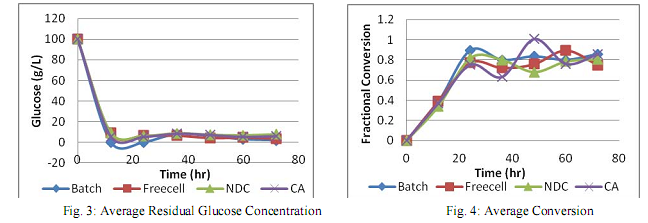 120
100
80
60
40
20
0
-20
Glucose (g/L)
0 20 40 60 80
Time (hr)
Batch Freecell NDC CA
Fig. 3: Average Residual Glucose Concentration
1.2
1
0.8
0.6
0.4
0.2
0
Fractional Conversion
0 20 40 60 80
Time (hr)
Batch Freecell NDC CA
Fig. 4: Average Conversion